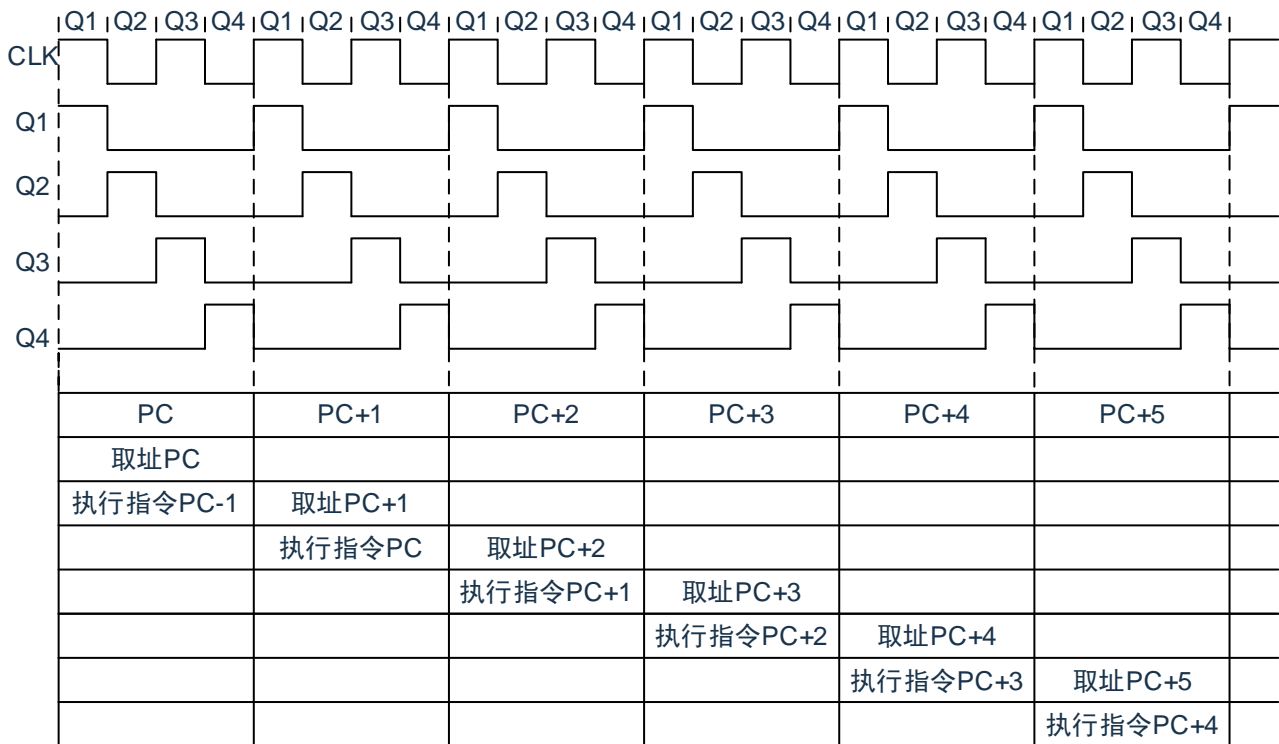 Q1 Q2 Q3 Q4 Q1 Q2 Q3 Q4 Q1 Q2 Q3 Q4 Q1 Q2 Q3 Q4 Q1 Q2 Q3 Q4 Q1 Q2 Q3 Q4
CLK
Q1
Q2
Q3
Q4
PC PC+1 PC+2 PC+3 PC+4 PC+5
取址PC
执行指令PC-1 取址PC+1
执行指令PC 取址PC+2
执行指令PC+1 取址PC+3
执行指令PC+2 取址PC+4
执行指令PC+3 取址PC+5
执行指令PC+4